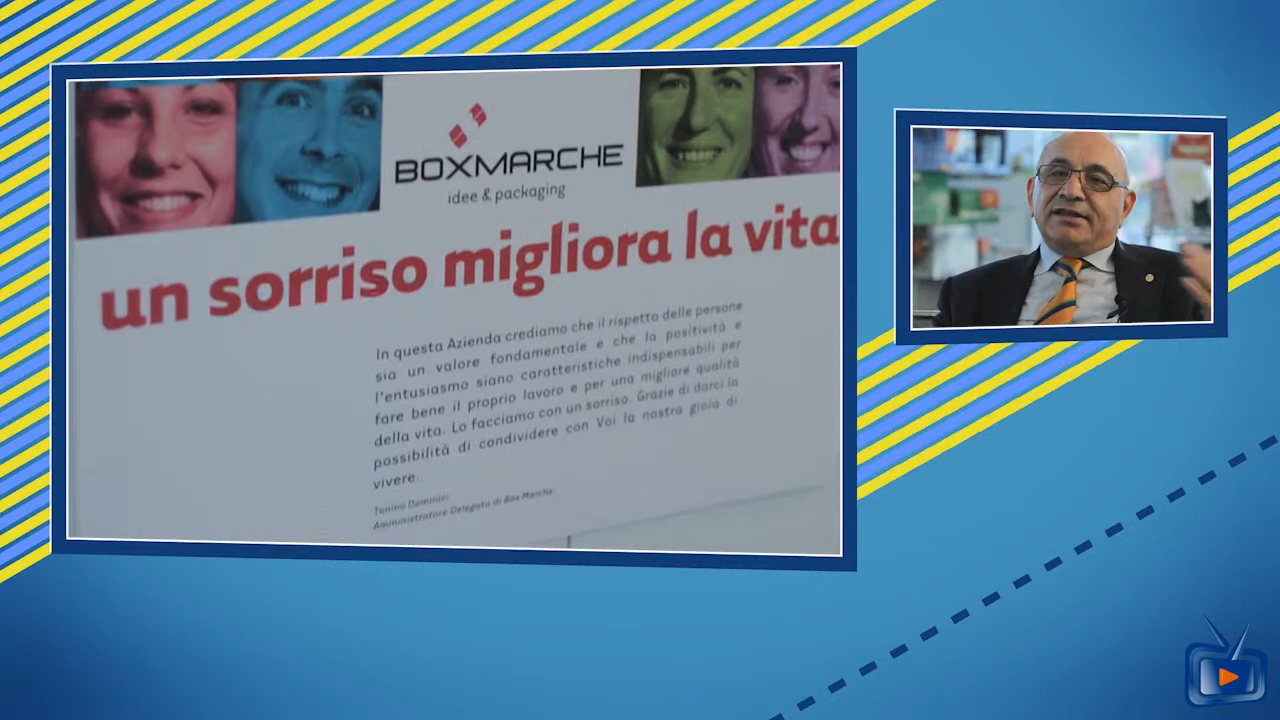 BOXMARCHE
idee & packaging
un sorriso migliora la vita
In questa Azienda crediamo che il rispetto delle persone
sia un valore fondamentale e che la positività e
l'entusiasmo siano caratteristiche indispensabili per
fare bene il proprio lavoro e per una migliore qualità
della vita. Lo facciamo con un sorriso. Grazie di darci la
possibilità di condividere con Voi la nostra gioia di
vivere.
Tonino Dominici
Amministratore Delegato di Box Marche